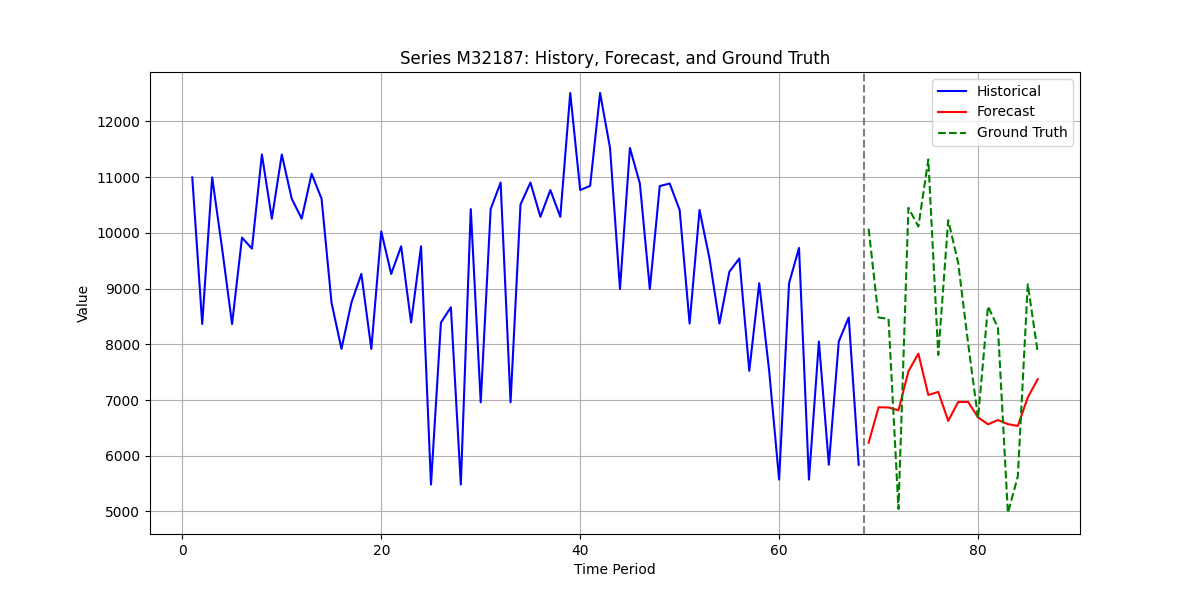 Series M32187: History, Forecast, and Ground Truth
Historical
Forecast
Ground Truth
12000
11000
10000
9000
8000
7000
6000
5000
Value
0 20 40 60 80
Time Period